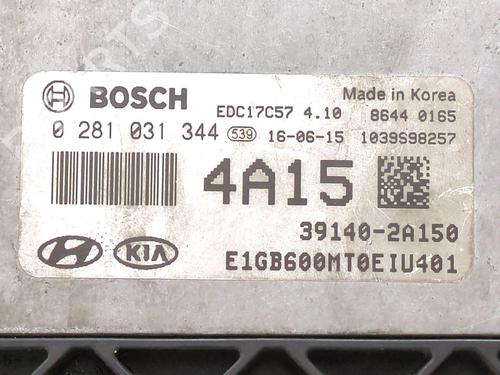 BOSCH
EDC17C57 4.10
Made in Korea
8644 0165
0 281 031 344 539 16-06-15 1039S98257
4A15
39140-2A150
KIA
E1GB600MT0EIU401
PARTS